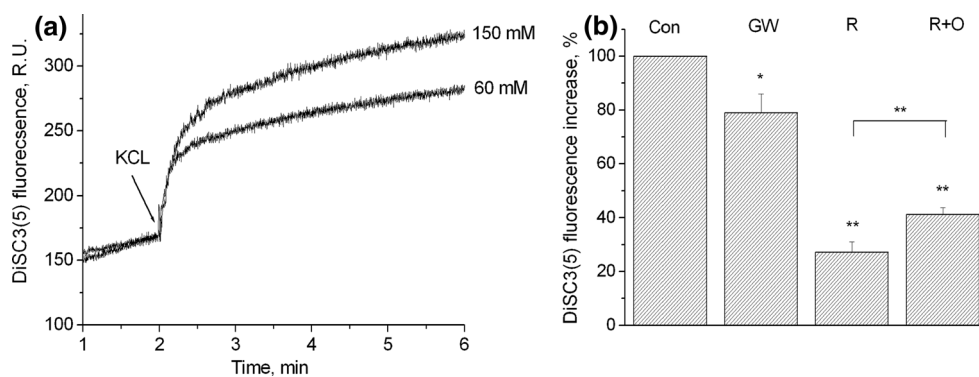 (a)
DiSC3(5) fluorecsence, R.U.
300
250
200
150
100
150 mM
60 mM
KCL
1 2 3 4 5 6
Time, min
(b)
DiSC3(5) fluorescence increase, %
100
80
60
40
20
0
Con GW R R+O
*
**
**
**